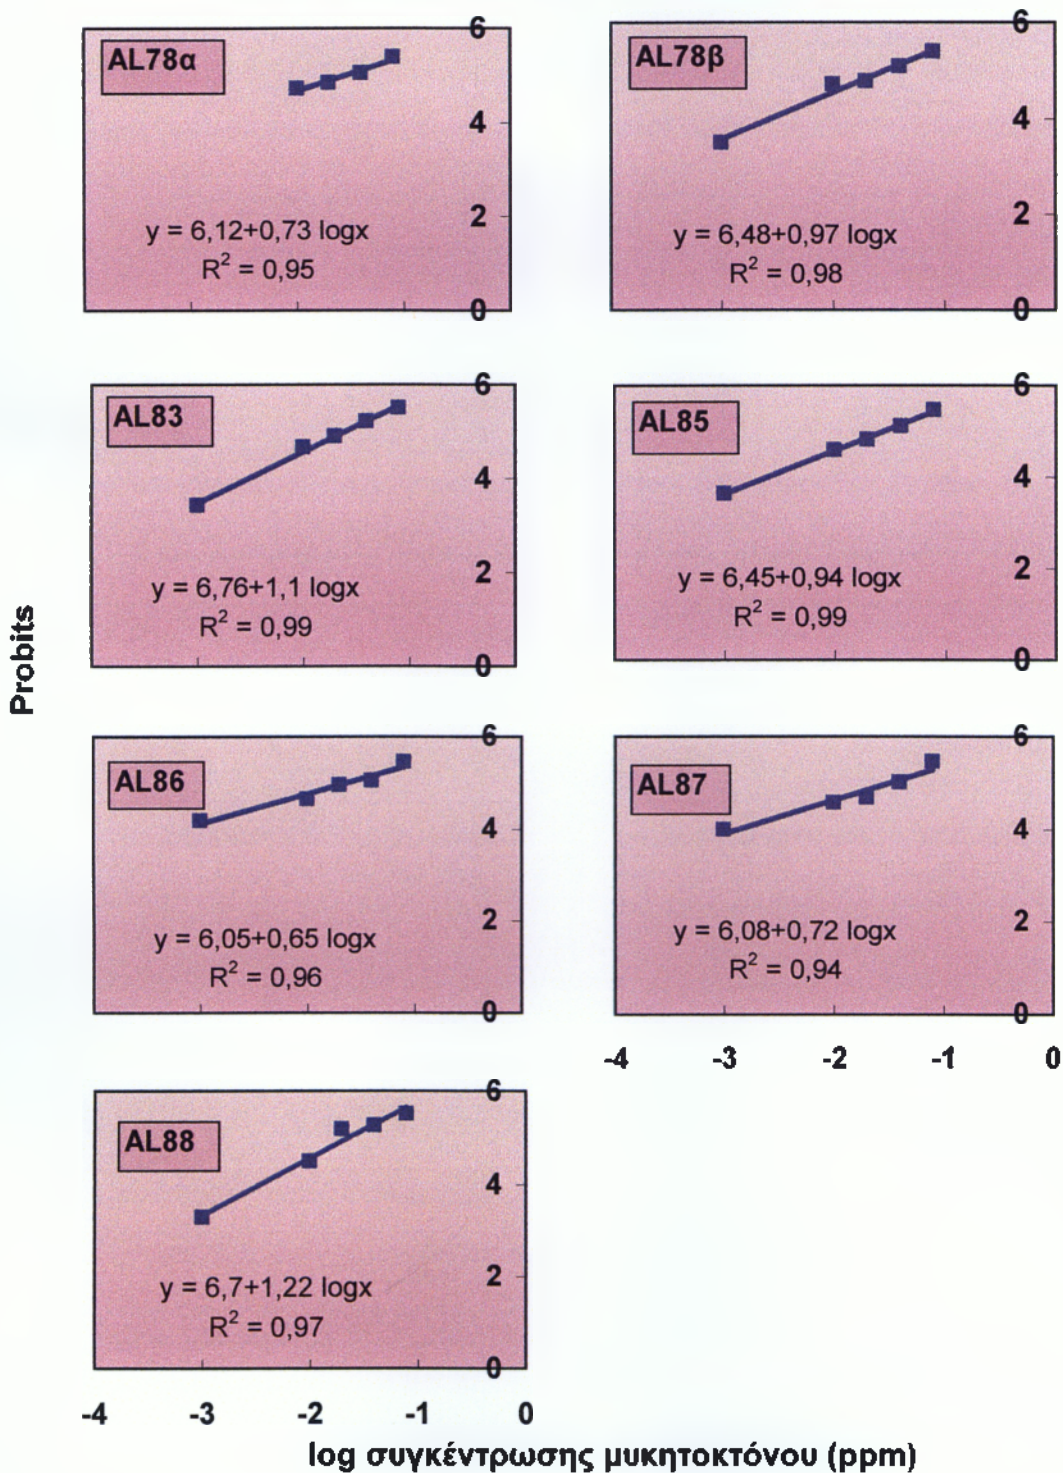 AL78α
6
4
2
0
y = 6,12+0,73 logx
R² = 0,95
AL78β
6
4
2
0
y = 6,48+0,97 logx
R² = 0,98
AL83
6
4
2
0
y = 6,76+1,1 logx
R² = 0,99
AL85
6
4
2
0
y = 6,45+0,94 logx
R² = 0,99
Probits
AL86
6
4
2
0
y = 6,05+0,65 logx
R² = 0,96
AL87
6
4
2
0
y = 6,08+0,72 logx
R² = 0,94
-4 -3 -2 -1 0
AL88
6
4
2
0
y = 6,7+1,22 logx
R² = 0,97
-4 -3 -2 -1 0
log συγκέντρωσης μυκητοκτόνου (ppm)